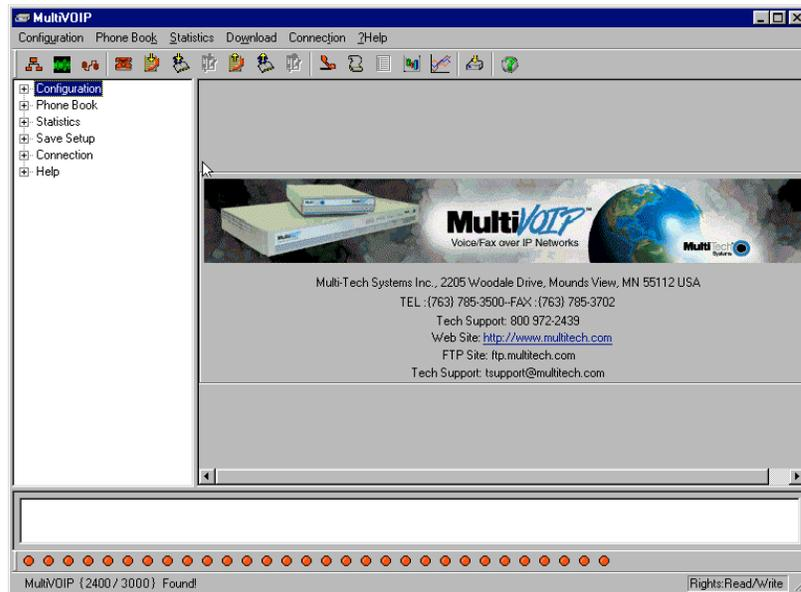 MultiVOIP
Configuration Phone Book Statistics Download Connection ?Help
Configuration
Phone Book
Statistics
Save Setup
Connection
Help
MultiVOIP™
Voice/Fax over IP Networks
MultiTech
Systems
Multi-Tech Systems Inc., 2205 Woodale Drive, Mounds View, MN 55112 USA
TEL :{763} 785-3500--FAX :{763} 785-3702
Tech Support: 800 972-2439
Web Site: http://www.multitech.com
FTP Site: ftp.multitech.com
Tech Support: tsupport@multitech.com
MultiVOIP {2400 / 3000} Found!
Rights:Read/Write